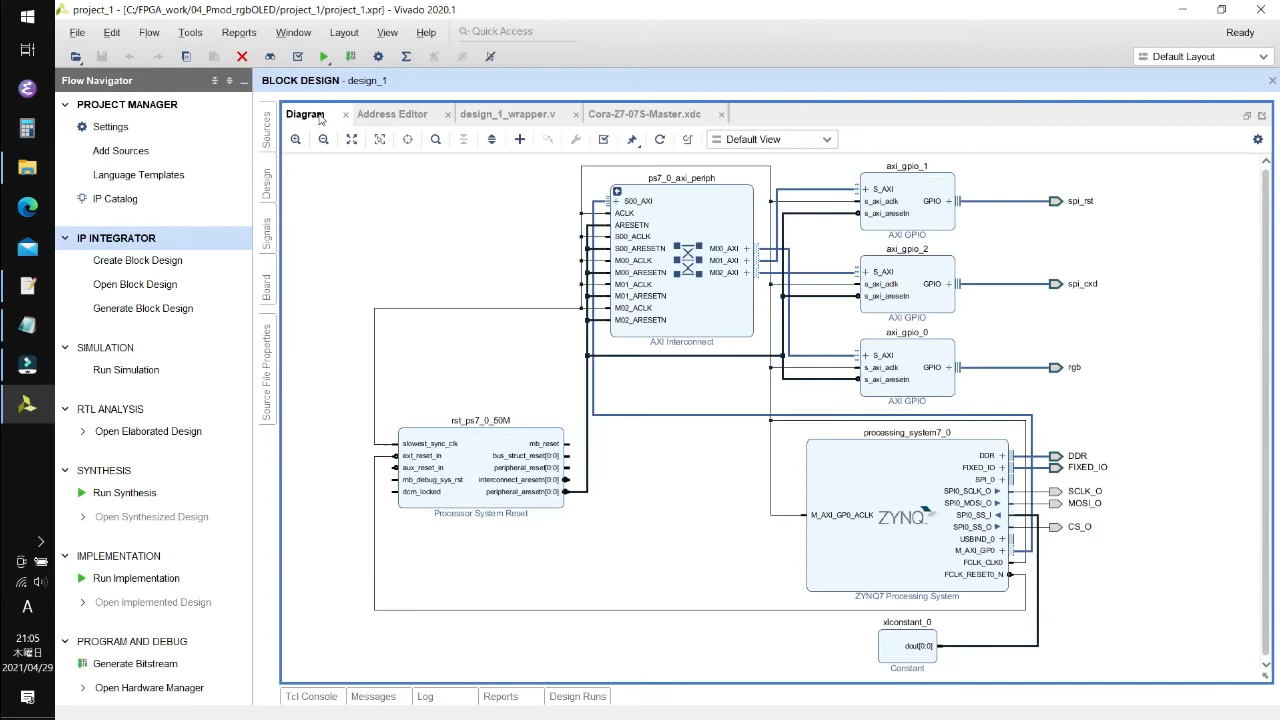 project_1 - [C:/FPGA_work/04_Pmod_rgbOLED/project_1/project_1.xpr] - Vivado 2020.1
File Edit Flow Tools Reports Window Layout View Help Quick Access Ready
Default Layout
Flow Navigator
BLOCK DESIGN - design_1
PROJECT MANAGER
Settings
Add Sources
Language Templates
IP Catalog
IP INTEGRATOR
Create Block Design
Open Block Design
Generate Block Design
SIMULATION
Run Simulation
RTL ANALYSIS
Open Elaborated Design
SYNTHESIS
Run Synthesis
Open Synthesized Design
IMPLEMENTATION
Run Implementation
Open Implemented Design
PROGRAM AND DEBUG
Generate Bitstream
Open Hardware Manager
A
21:05
木曜日
2021/04/29
Sources
Design
Signals
Board
Source File Properties
Diagram Address Editor design_1_wrapper.v Cora-Z7-07S-Master.xdc
Default View
ps7_0_axi_periph
S00_AXI
ACLK
ARESETN
S00_ACLK
S00_ARESETN
M00_ACLK
M00_ARESETN
M01_ACLK
M01_ARESETN
M02_ACLK
M02_ARESETN
M00_AXI
M01_AXI
M02_AXI
AXI Interconnect
axi_gpio_1
S_AXI
s_axi_aclk
s_axi_aresetn
GPIO
AXI GPIO
spi_rst
axi_gpio_2
S_AXI
s_axi_aclk
s_axi_aresetn
GPIO
AXI GPIO
spi_cxd
axi_gpio_0
S_AXI
s_axi_aclk
s_axi_aresetn
GPIO
AXI GPIO
rgb
rst_ps7_0_50M
slowest_sync_clk
ext_reset_in
aux_reset_in
mb_debug_sys_rst
dcm_locked
mb_reset
bus_struct_reset[0:0]
peripheral_reset[0:0]
interconnect_aresetn[0:0]
peripheral_aresetn[0:0]
Processor System Reset
processing_system7_0
M_AXI_GP0_ACLK
ZYNQ
DDR
FIXED_IO
SPI_0
SPI0_SCLK_O
SPI0_MOSI_O
SPI0_SS_I
SPI0_SS_O
USBIND_0
M_AXI_GP0
FCLK_CLK0
FCLK_RESET0_N
ZYNQ7 Processing System
DDR
FIXED_IO
SCLK_O
MOSI_O
CS_O
xlconstant_0
dout[0:0]
Constant
Tcl Console Messages Log Reports Design Runs